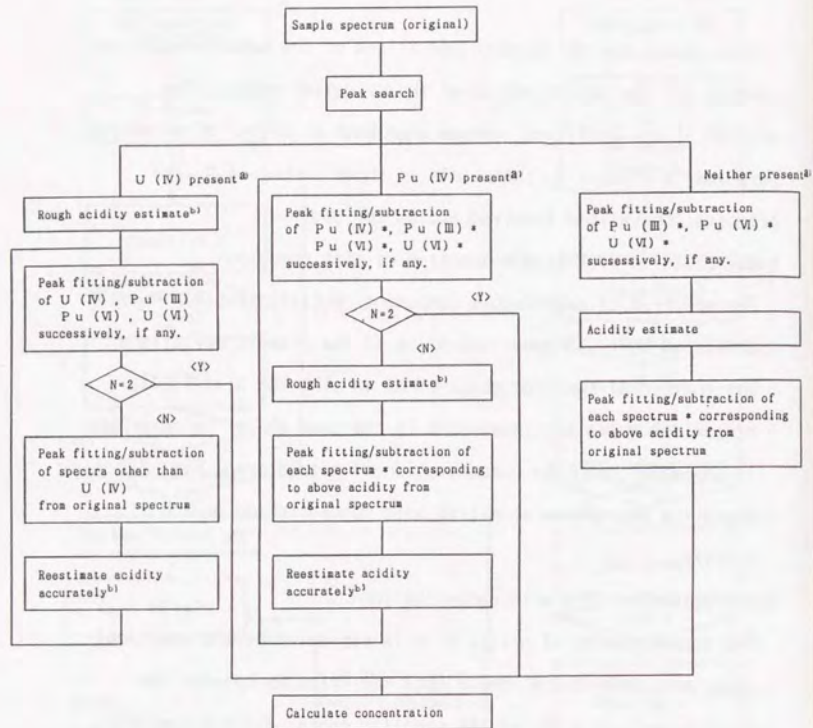 Sample spectrum (original)
Peak search
U (IV) present a)
Rough acidity estimate b)
Peak fitting/subtraction
of U (IV) , Pu (III)
Pu (VI) , U (VI)
successively, if any.
N=2
<Y>
<N>
Peak fitting/subtraction
of spectra other than
U (IV)
from original spectrum
Reestimate acidity
accurately b)
Pu (IV) present a)
Peak fitting/subtraction
of Pu (IV) *, Pu (III) *
Pu (VI) *, U (VI) *
successively, if any.
N=2
<Y>
<N>
Rough acidity estimate b)
Peak fitting/subtraction of
each spectrum * corresponding
to above acidity from
original spectrum
Reestimate acidity
accurately b)
Neither present a)
Peak fitting/subtraction
of Pu (III) *, Pu (VI) *
U (VI) *
successively, if any.
Acidity estimate
Peak fitting/subtraction of
each spectrum * corresponding
to above acidity from
original spectrum
Calculate concentration